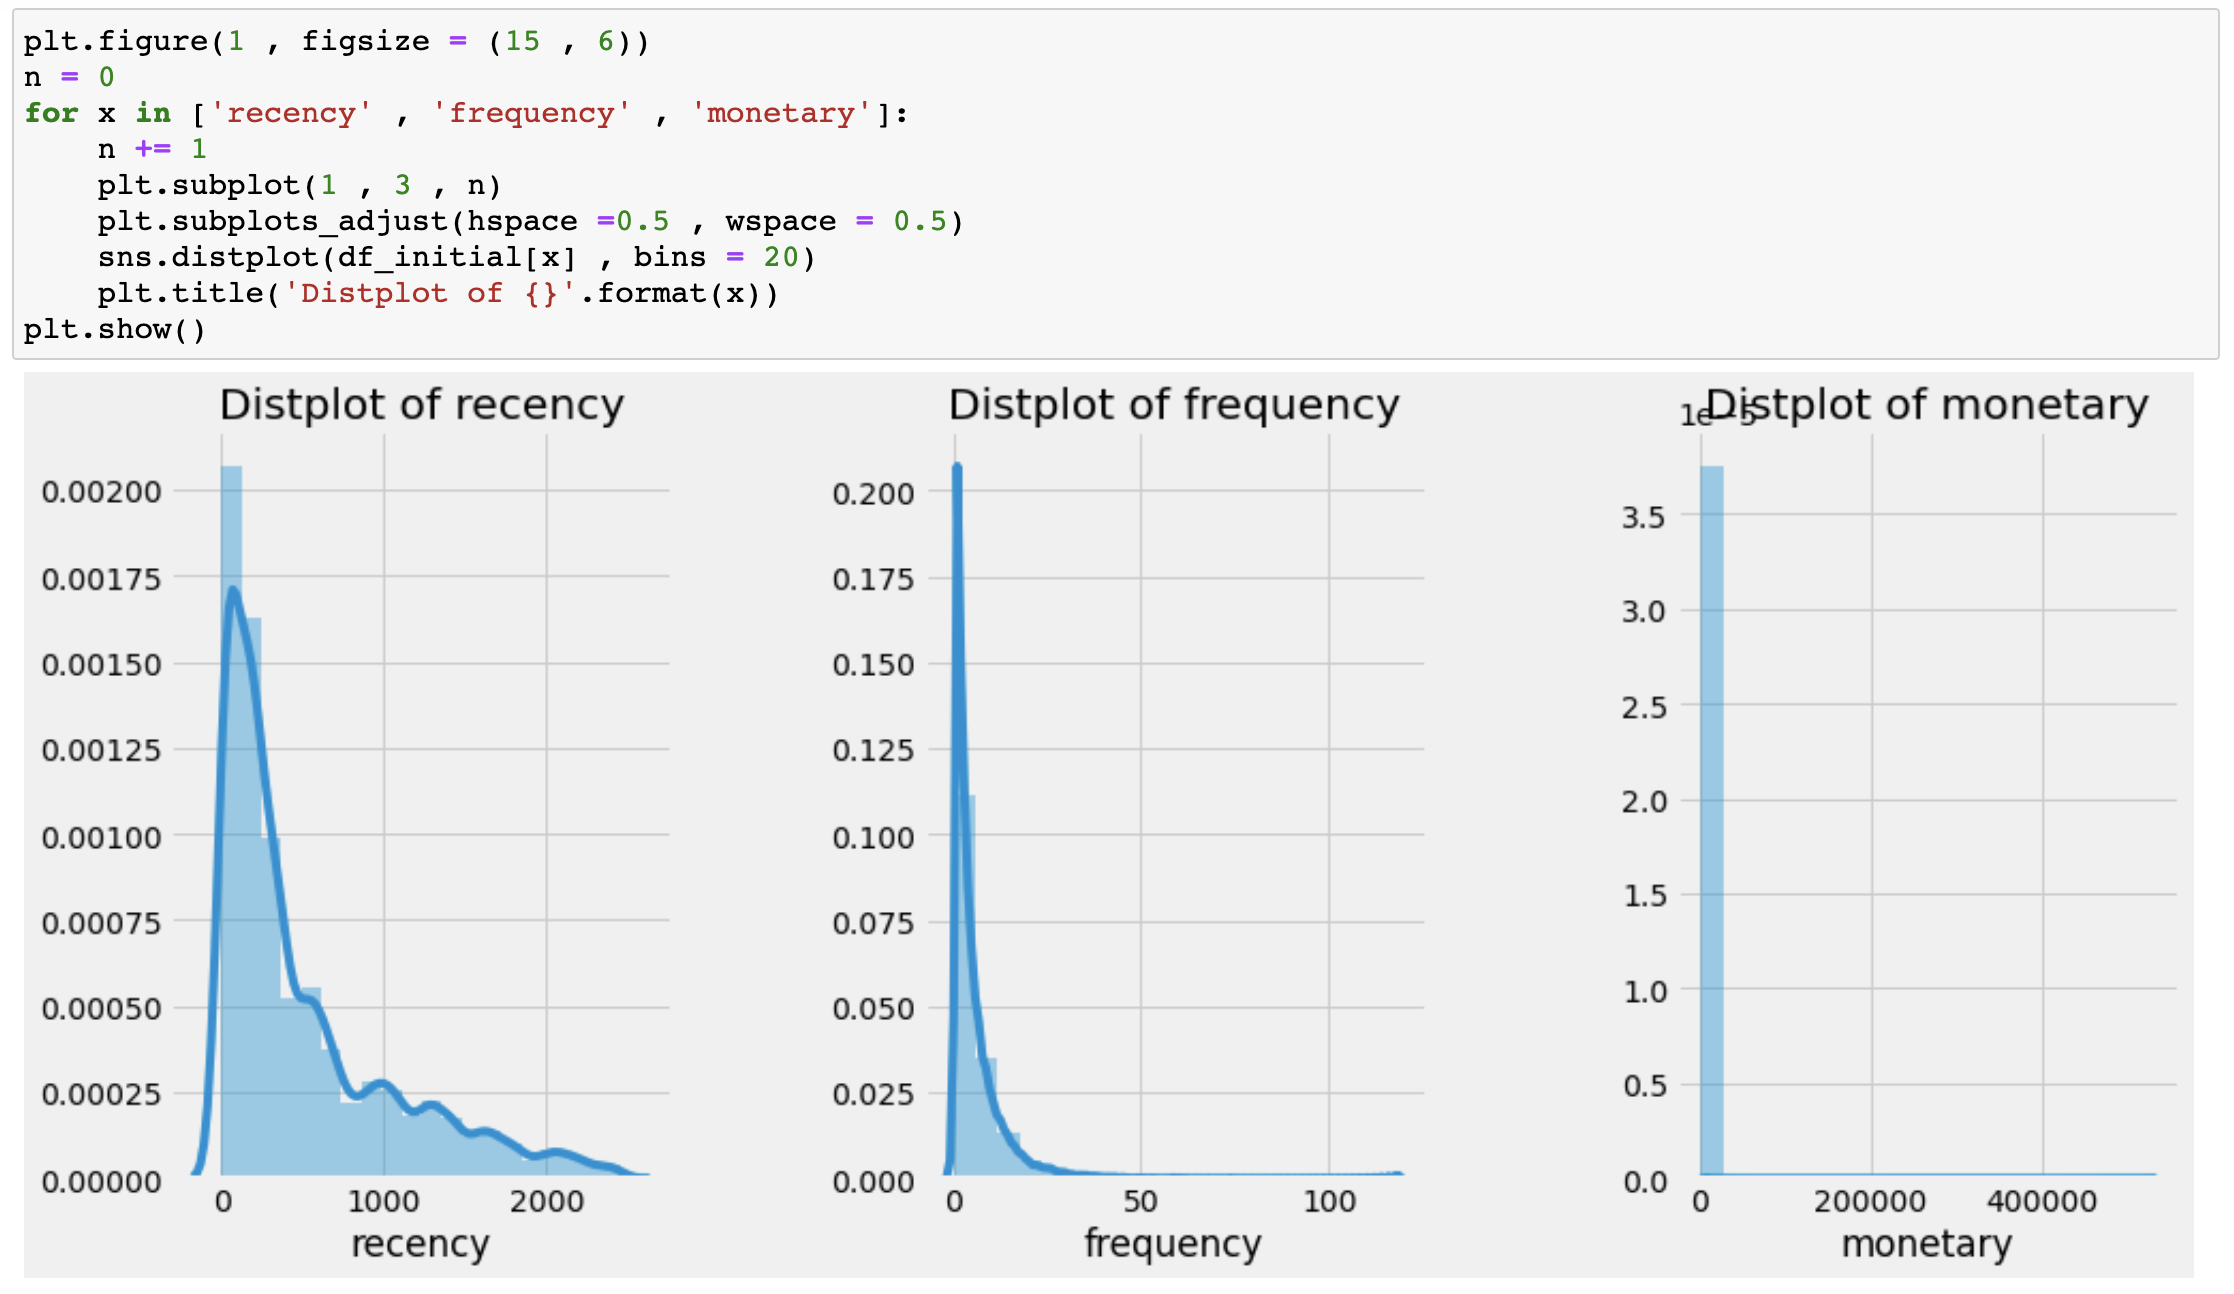 plt.figure(1 , figsize = (15 , 6))
n = 0
for x in ['recency' , 'frequency' , 'monetary']:
    n += 1
    plt.subplot(1 , 3 , n)
    plt.subplots_adjust(hspace =0.5 , wspace = 0.5)
    sns.distplot(df_initial[x] , bins = 20)
    plt.title('Distplot of {}'.format(x))
plt.show()
Distplot of recency
0.00200
0.00175
0.00150
0.00125
0.00100
0.00075
0.00050
0.00025
0.00000
0 1000 2000
recency
Distplot of frequency
0.200
0.175
0.150
0.125
0.100
0.075
0.050
0.025
0.000
0 50 100
frequency
Distplot of monetary
1e−5
3.5
3.0
2.5
2.0
1.5
1.0
0.5
0.0
0 200000 400000
monetary